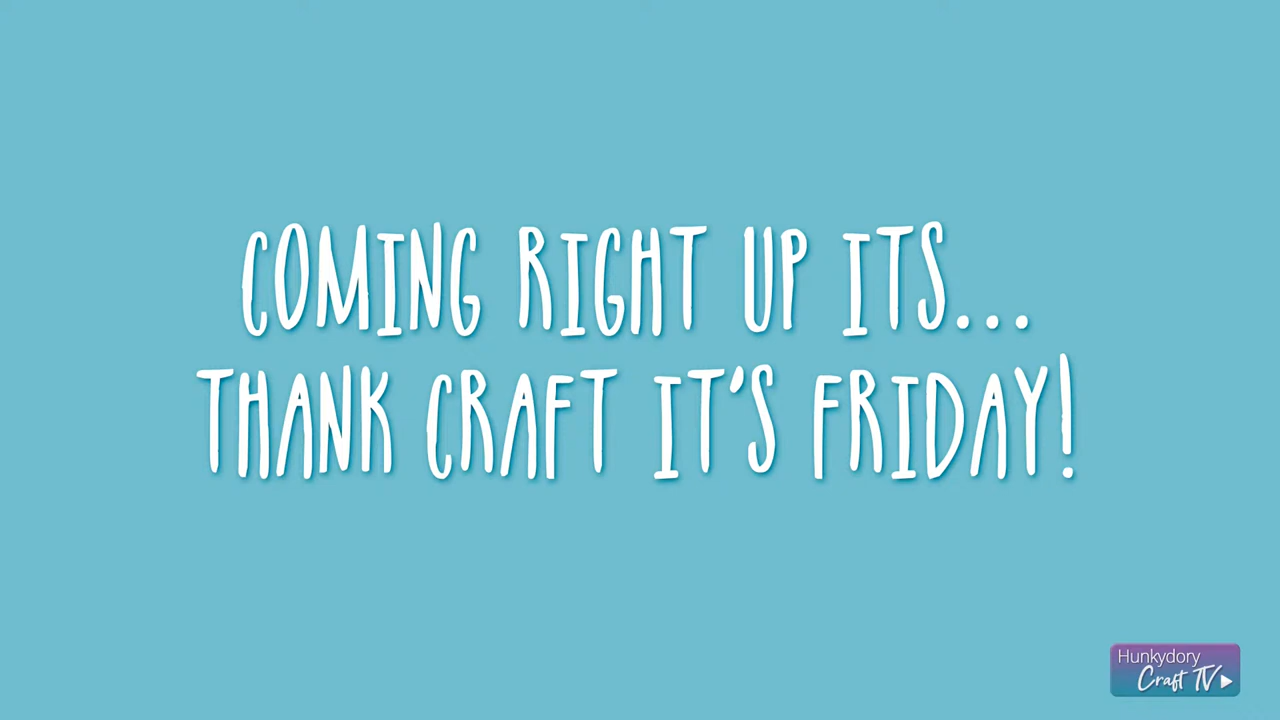 COMING RIGHT UP ITS...
THANK CRAFT IT'S FRIDAY!
Hunkydory
Craft TV